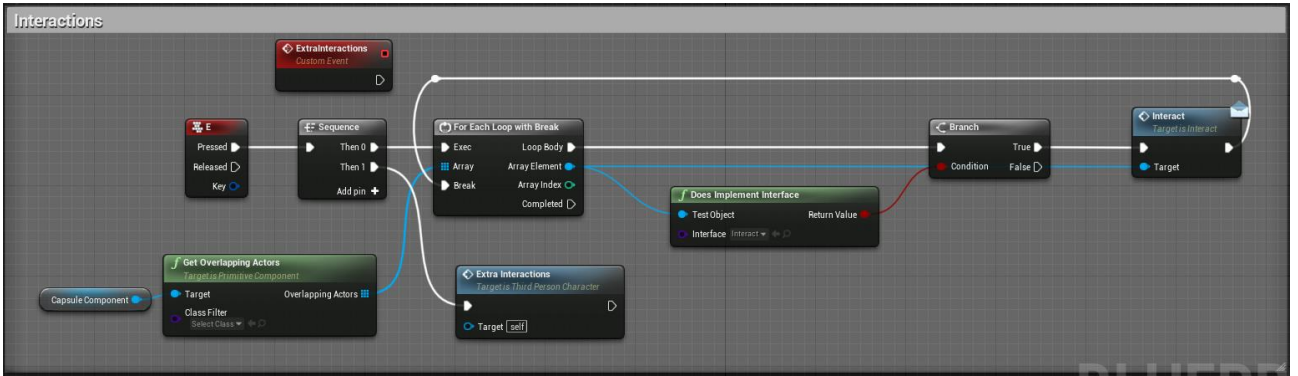 Interactions
ExtraInteractions
Custom Event
E
Pressed
Released
Key
Sequence
Then 0
Then 1
Add pin
For Each Loop with Break
Exec
Loop Body
Array
Array Element
Break
Array Index
Completed
Does Implement Interface
Test Object
Return Value
Interface
Interact
Branch
True
Condition
False
Interact
Target is Interact
Target
Get Overlapping Actors
Target is Primitive Component
Target
Overlapping Actors
Class Filter
Select Class
Capsule Component
Extra Interactions
Target is Third Person Character
Target
self